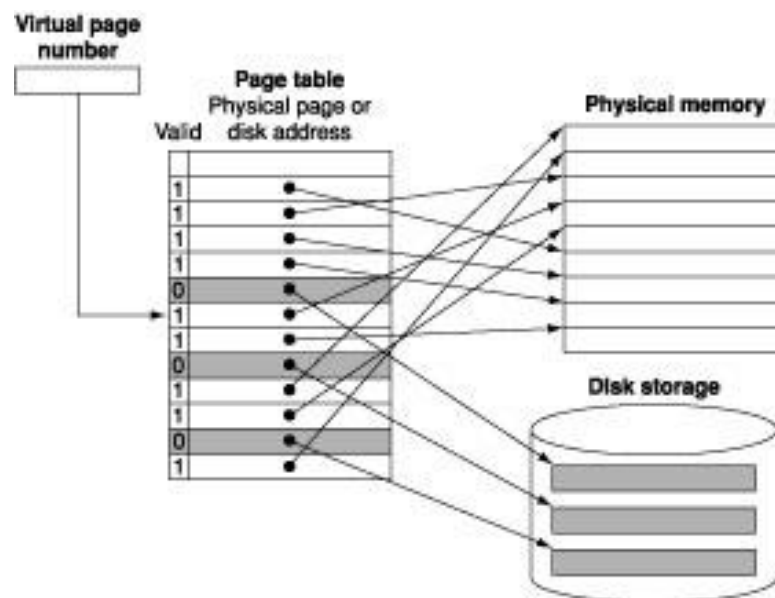 Virtual page
number
Page table
Physical page or
Valid disk address
Physical memory
1
1
1
1
0
1
1
0
1
1
0
1
Disk storage